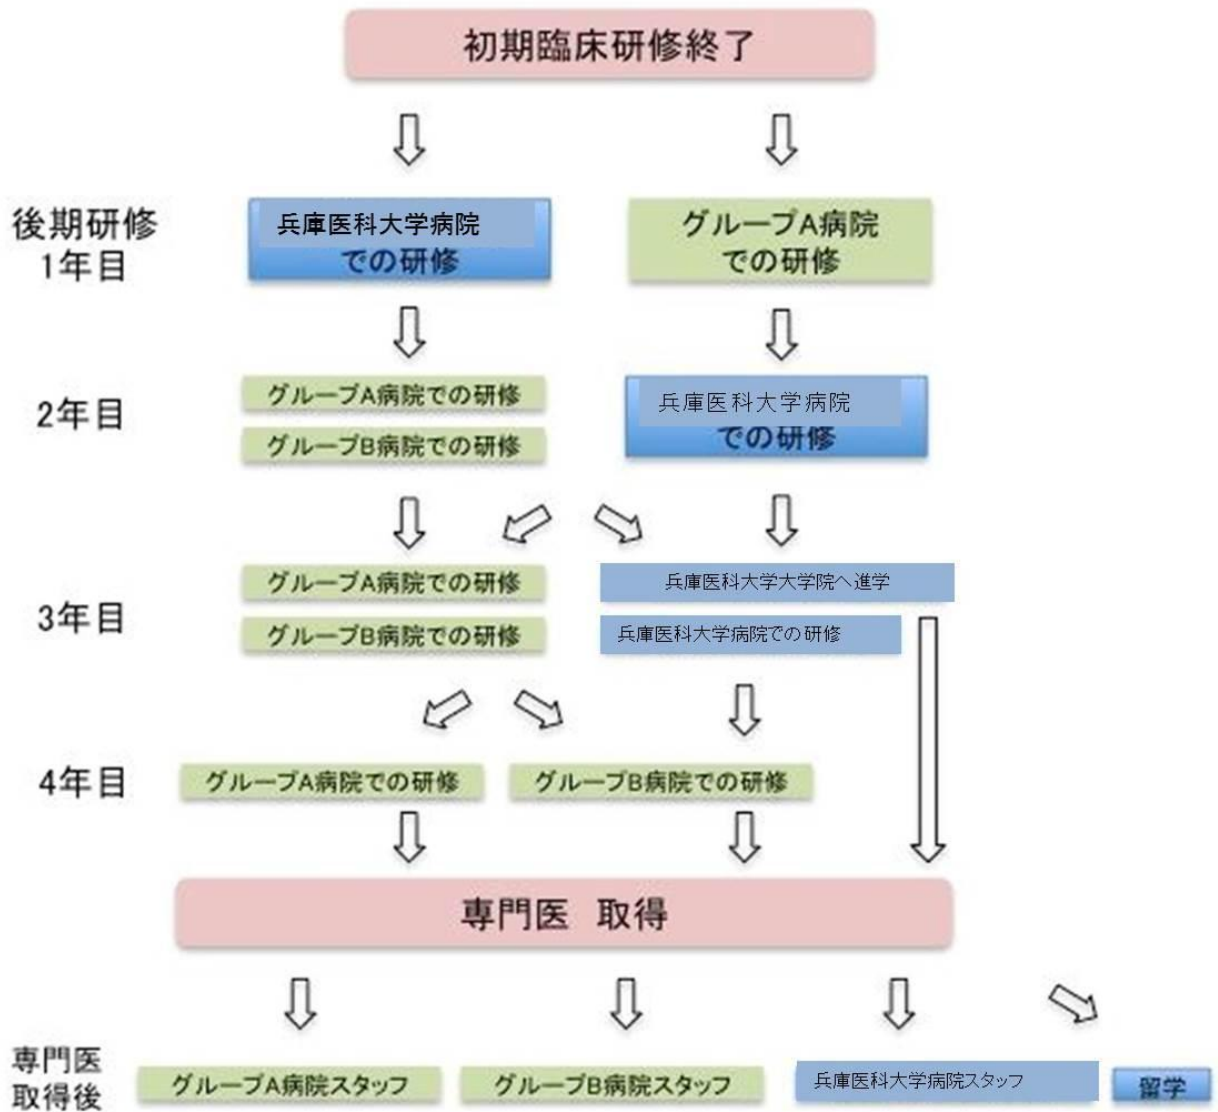 初期臨床研修終了
後期研修
1年目
兵庫医科大学病院
での研修
グループA病院
での研修
2年目
グループA病院での研修
グループB病院での研修
兵庫医科大学病院
での研修
3年目
グループA病院での研修
グループB病院での研修
兵庫医科大学大学院へ進学
兵庫医科大学病院での研修
4年目
グループA病院での研修
グループB病院での研修
専門医 取得
専門医
取得後
グループA病院スタッフ
グループB病院スタッフ
兵庫医科大学病院スタッフ
留学